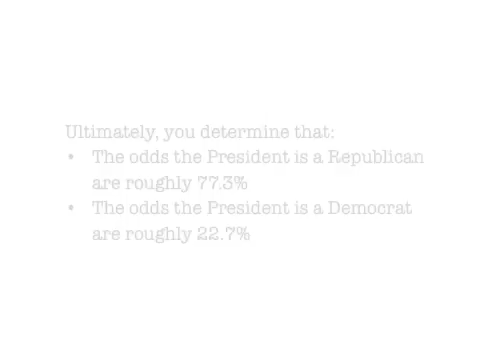 Ultimately, you determine that:
• The odds the President is a Republican
are roughly 77.3%
• The odds the President is a Democrat
are roughly 22.7%